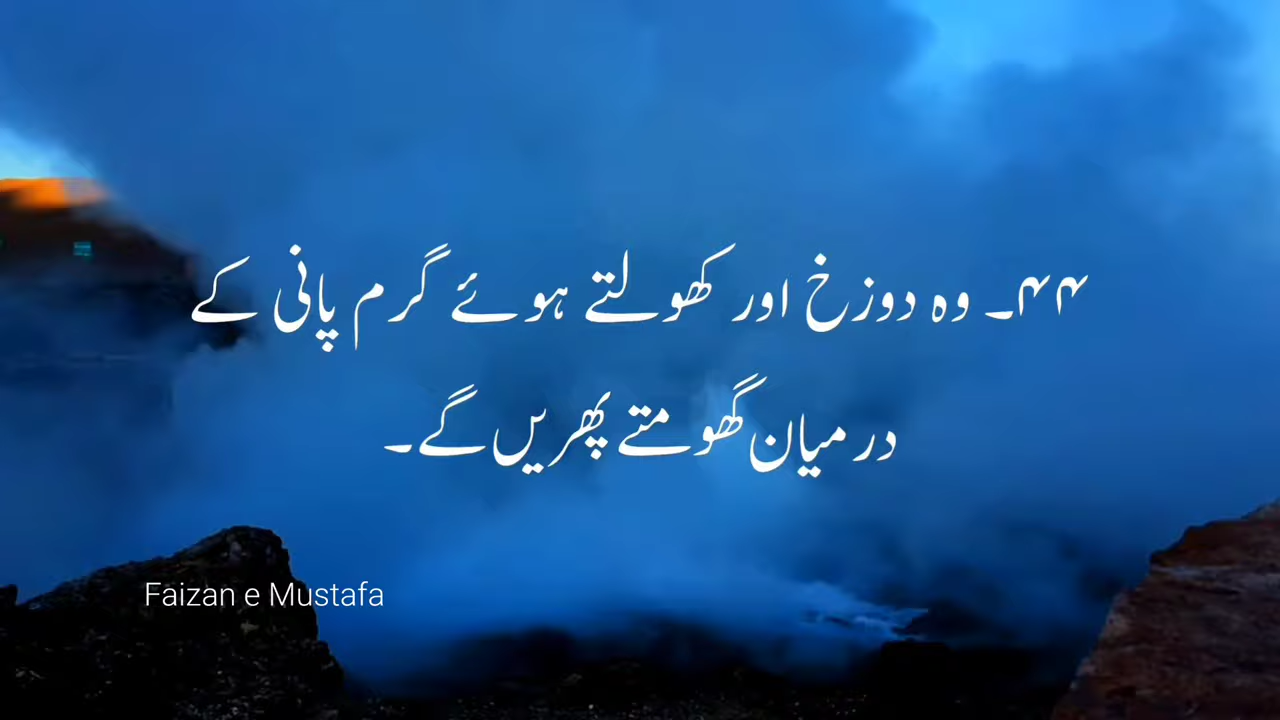 ۴۴۔ وہ دوزخ اور کھولتے ہوئے گرم پانی کے
درمیان گھومتے پھریں گے۔
Faizan e Mustafa